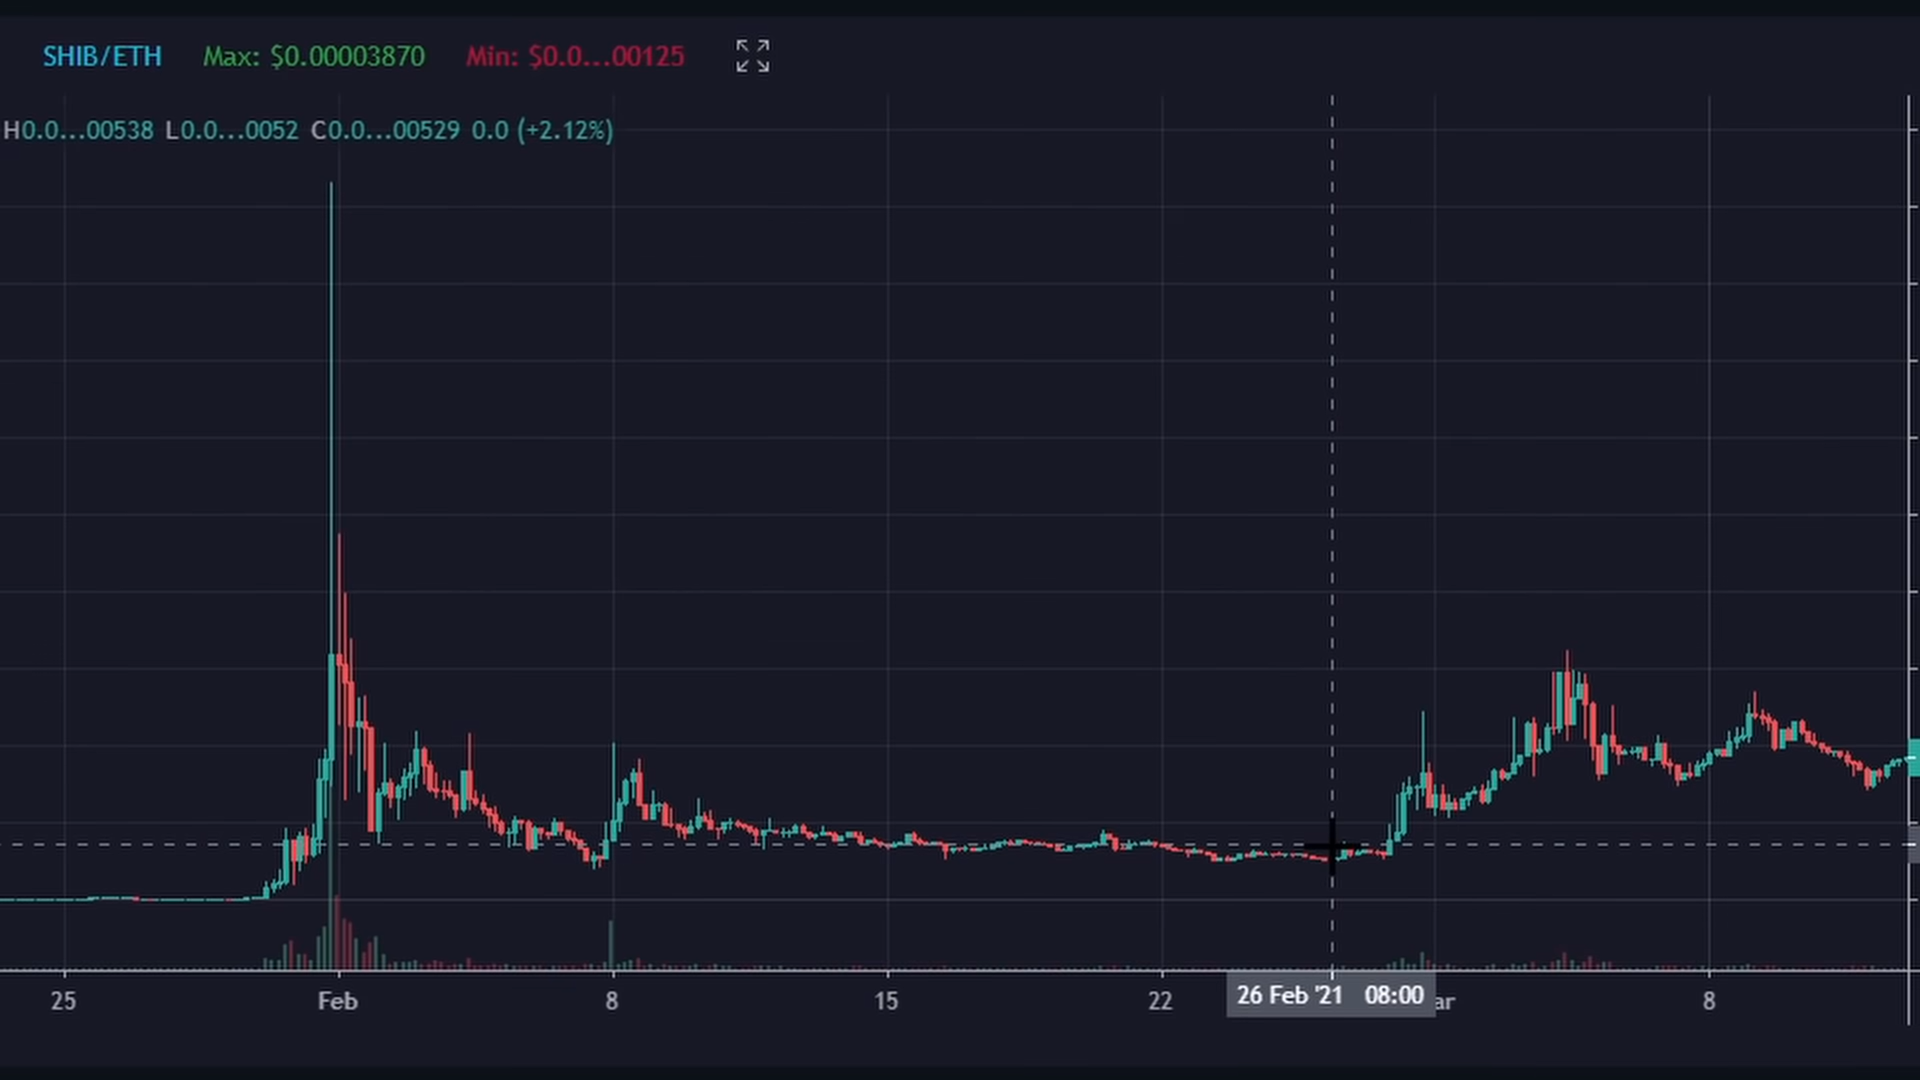 SHIB/ETH Max: $0.00003870 Min: $0.0...00125
H0.0...00538 L0.0...0052 C0.0...00529 0.0 (+2.12%)
25 Feb 8 15 22 26 Feb '21 08:00 ar 8